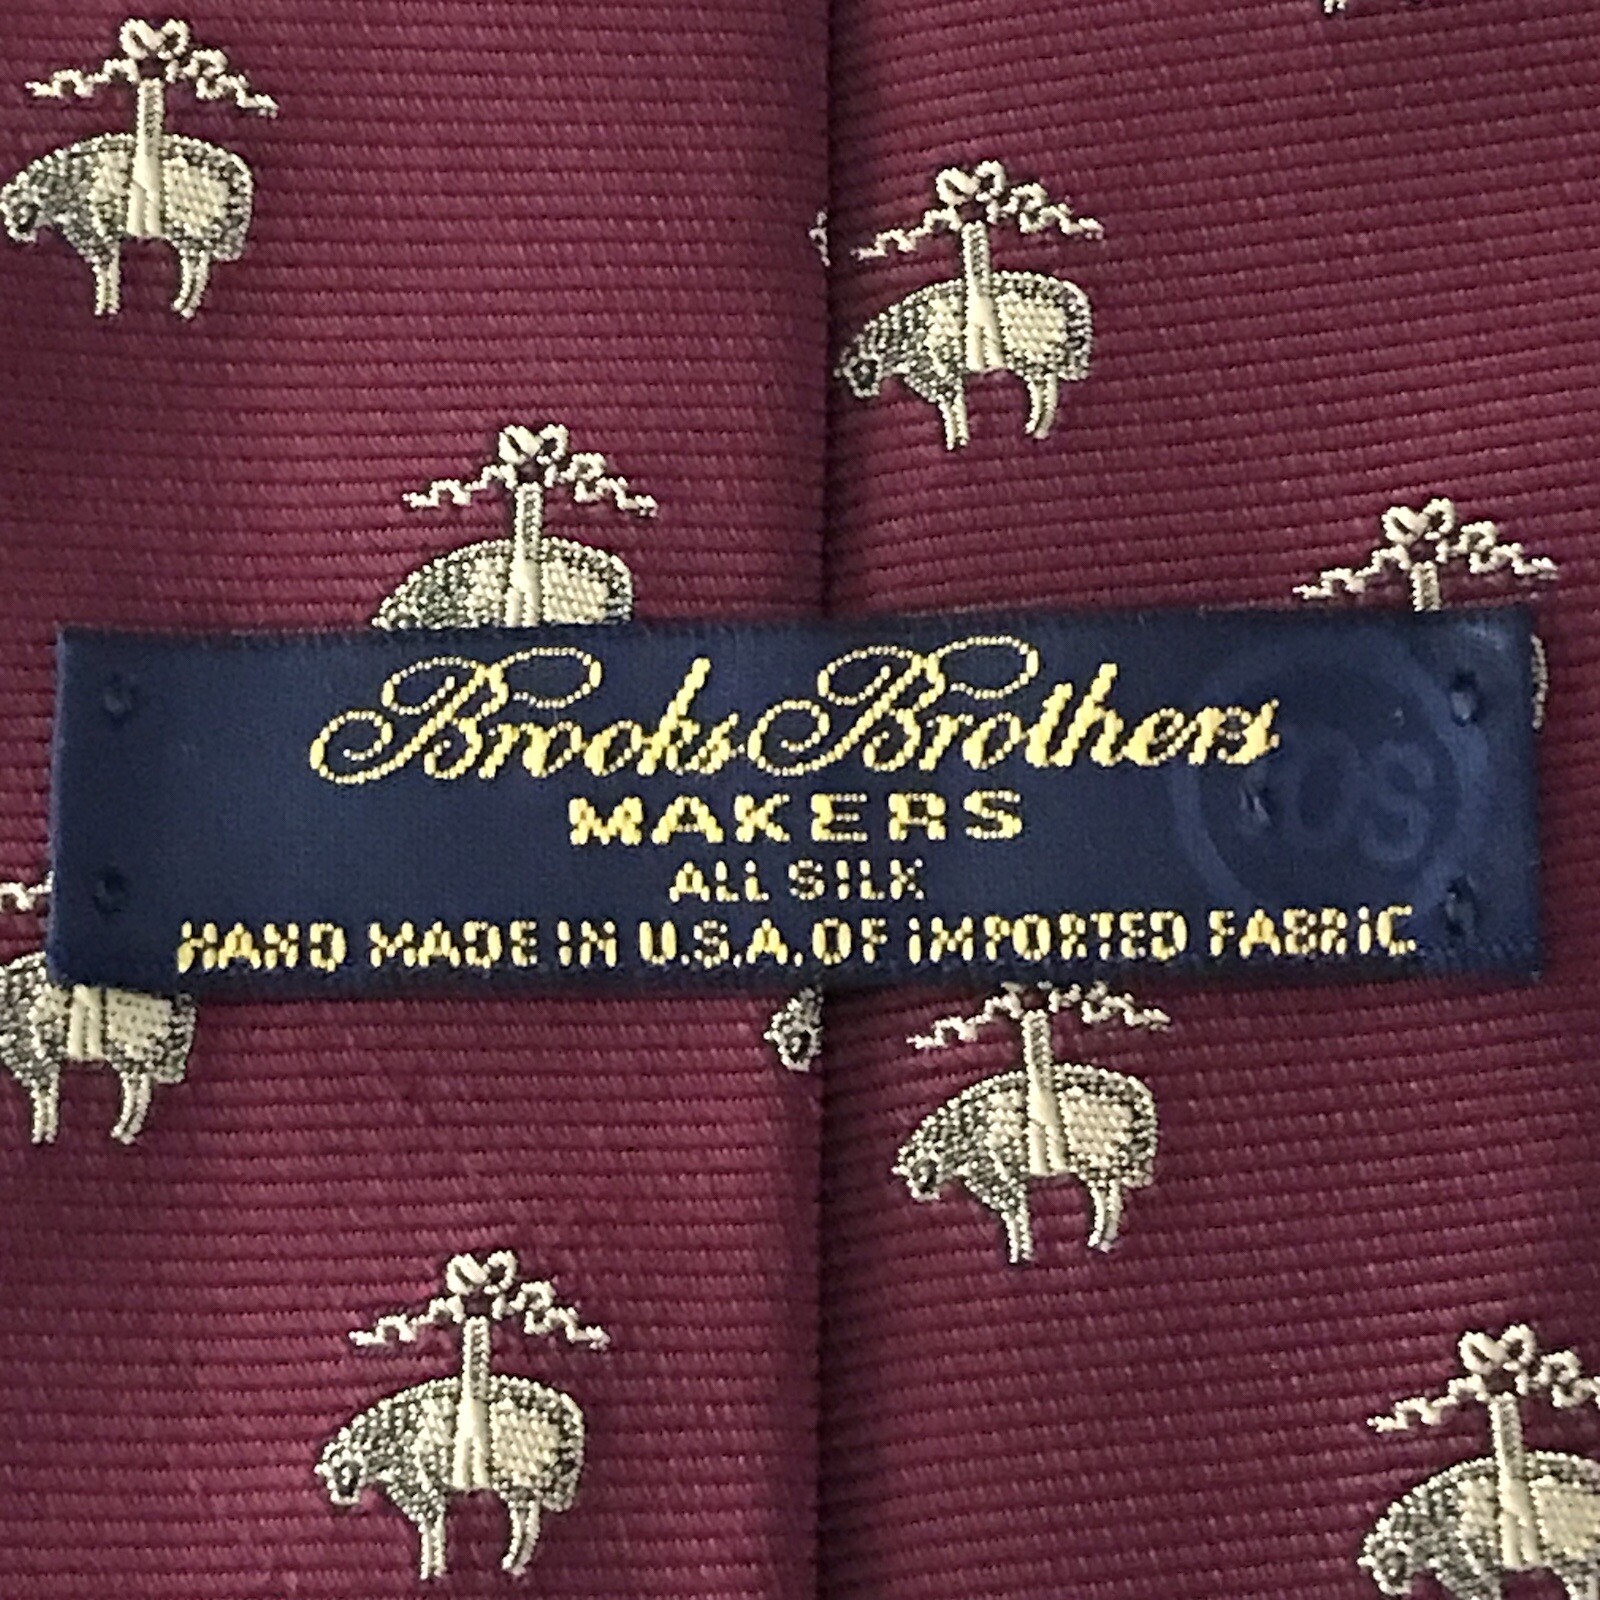 Brooks Brothers
MAKERS
ALL SILK
HAND MADE IN U.S.A. OF IMPORTED FABRIC